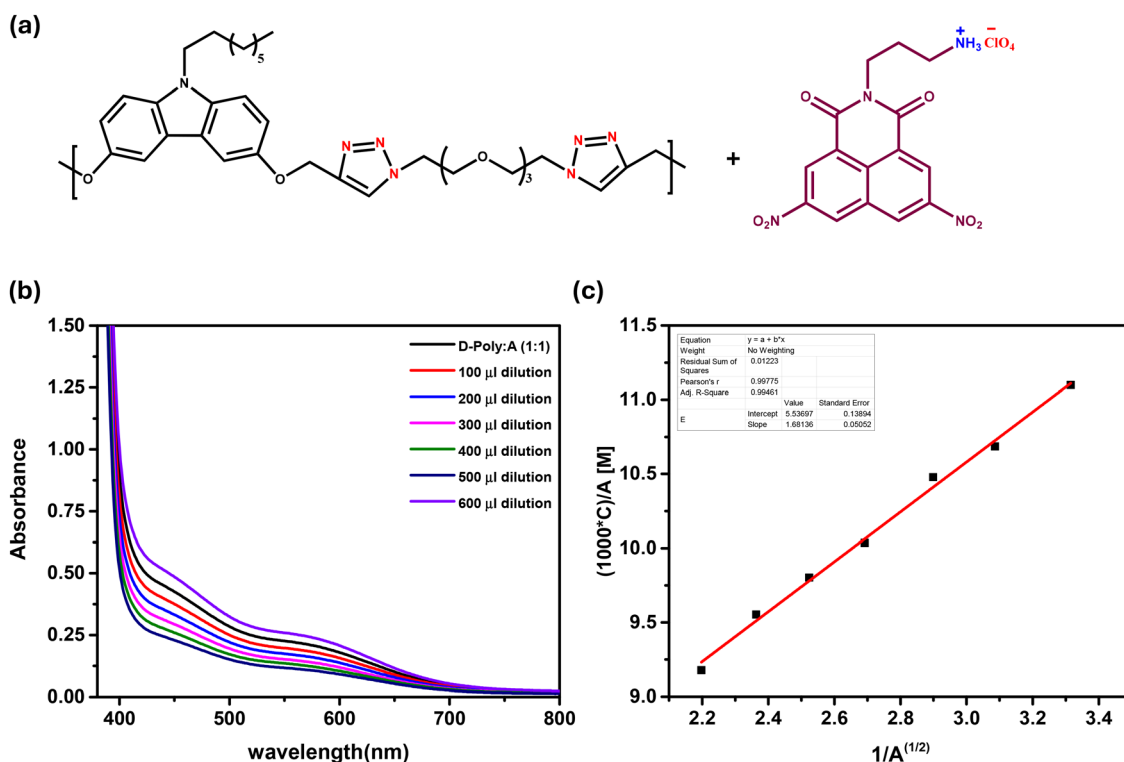 (a)
5
N
O
O
N
N
N
O
3
N
N
N
+
+
NH3
−
ClO4
O
N
O
O2N
NO2
(b)
Absorbance
1.50
1.25
1.00
0.75
0.50
0.25
0.00
400
500
600
700
800
wavelength(nm)
D-Poly:A (1:1)
100 µl dilution
200 µl dilution
300 µl dilution
400 µl dilution
500 µl dilution
600 µl dilution
(c)
(1000*C)/A [M]
11.5
11.0
10.5
10.0
9.5
9.0
2.2
2.4
2.6
2.8
3.0
3.2
3.4
1/A(1/2)
Equation y = a + b*x
Weight No Weighting
Residual Sum of
Squares 0.01223
Pearson's r 0.99775
Adj. R-Square 0.99461
Value Standard Error
E Intercept 5.53697 0.13894
Slope 1.68136 0.05052